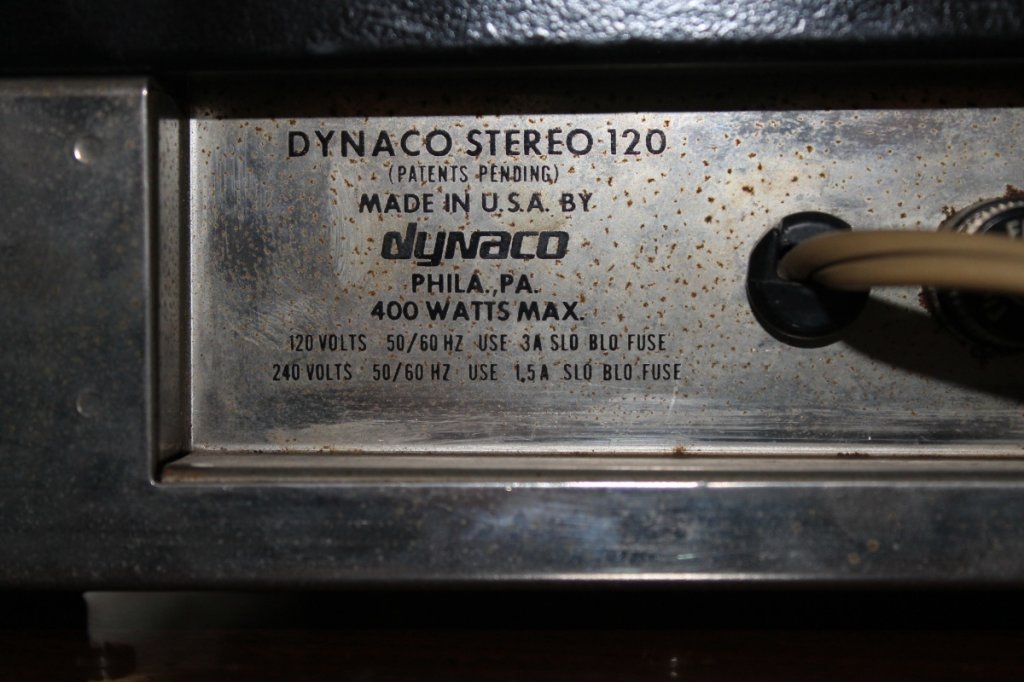 DYNACO STEREO 120
(PATENTS PENDING)
MADE IN U.S.A. BY
dynaco
PHILA.,PA.
400 WATTS MAX.
120 VOLTS 50/60 HZ USE 3A SLO BLO FUSE
240 VOLTS 50/60 HZ USE 1.5A SLO BLO FUSE